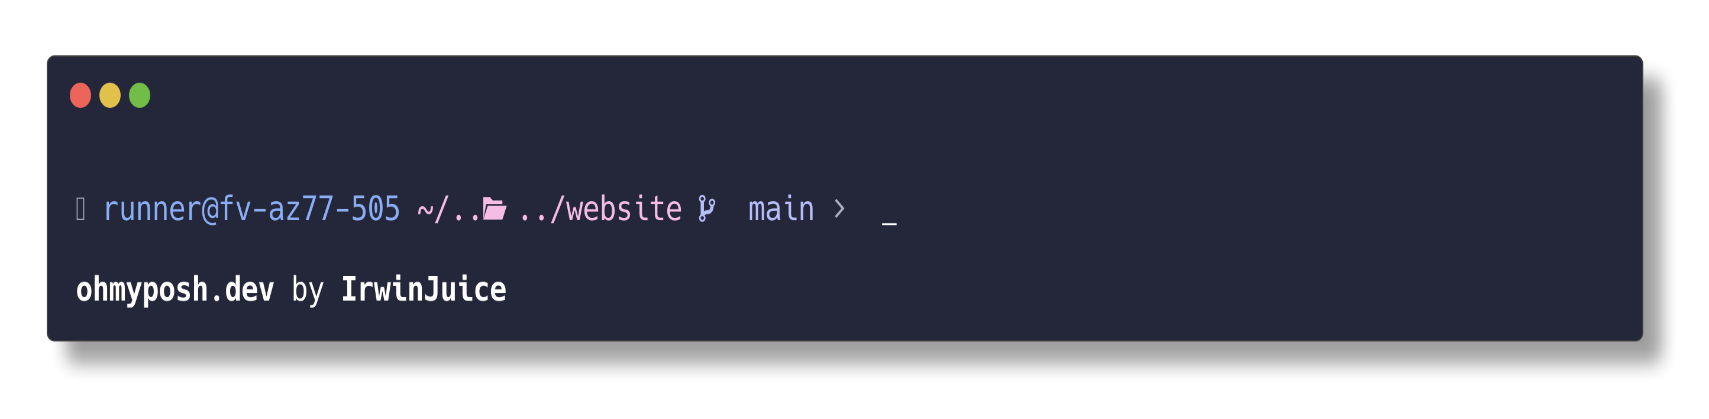 runner@fv-az77-505 ~/.. ../website main > _
ohmyposh.dev by IrwinJuice